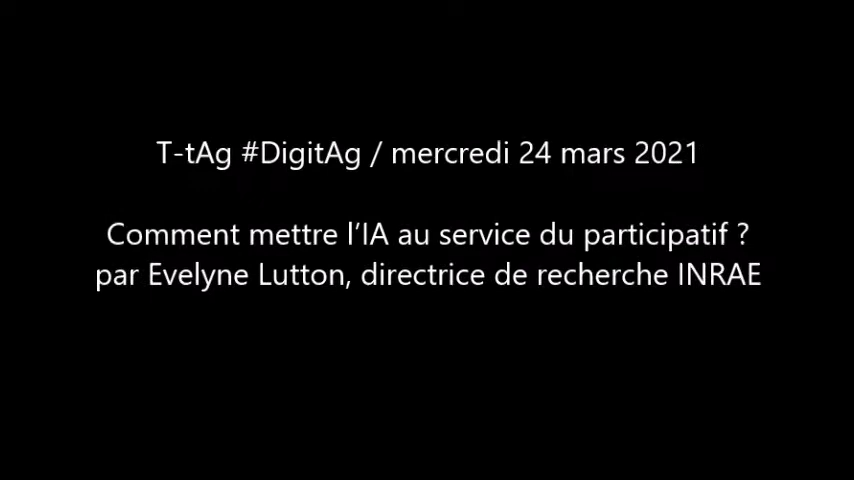 T-tAg #DigitAg / mercredi 24 mars 2021
Comment mettre l’IA au service du participatif ?
par Evelyne Lutton, directrice de recherche INRAE